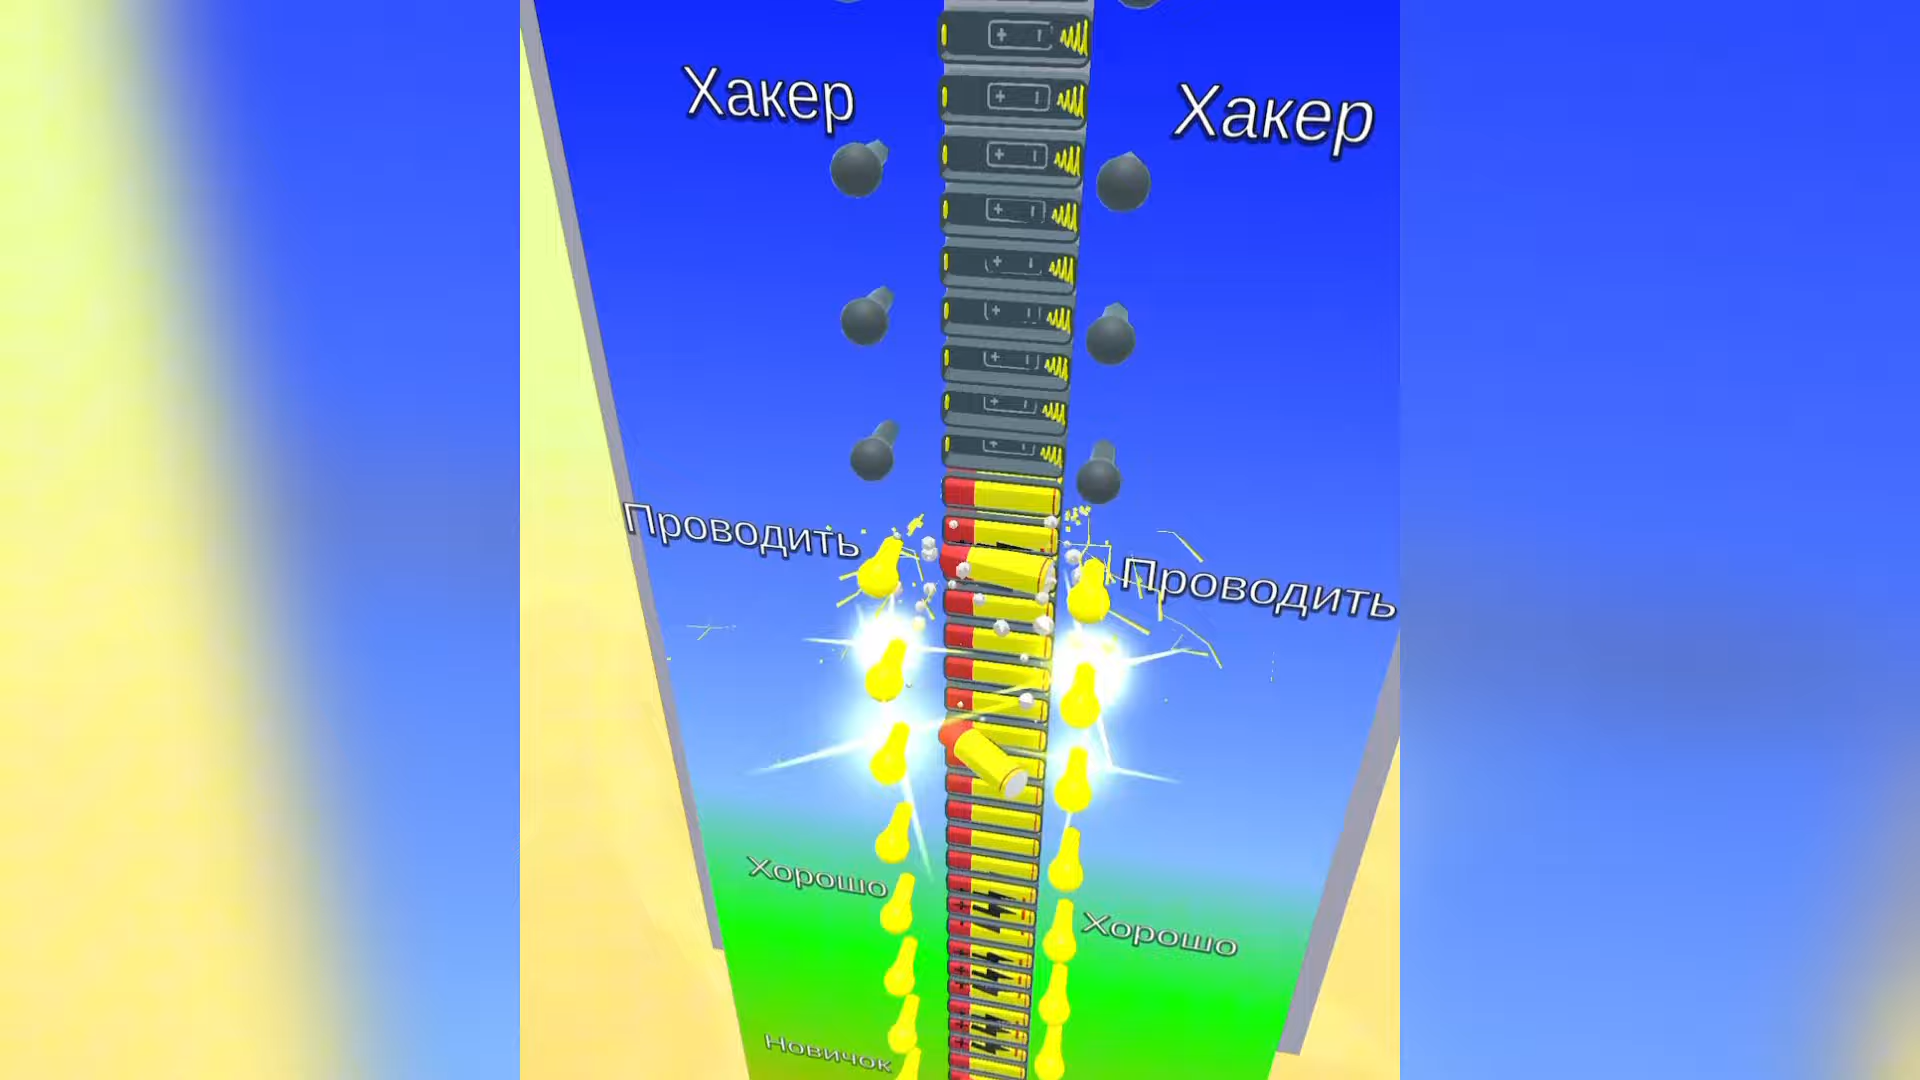 Хакер Хакер
Проводить Проводить
Хорошо Хорошо
Новичок